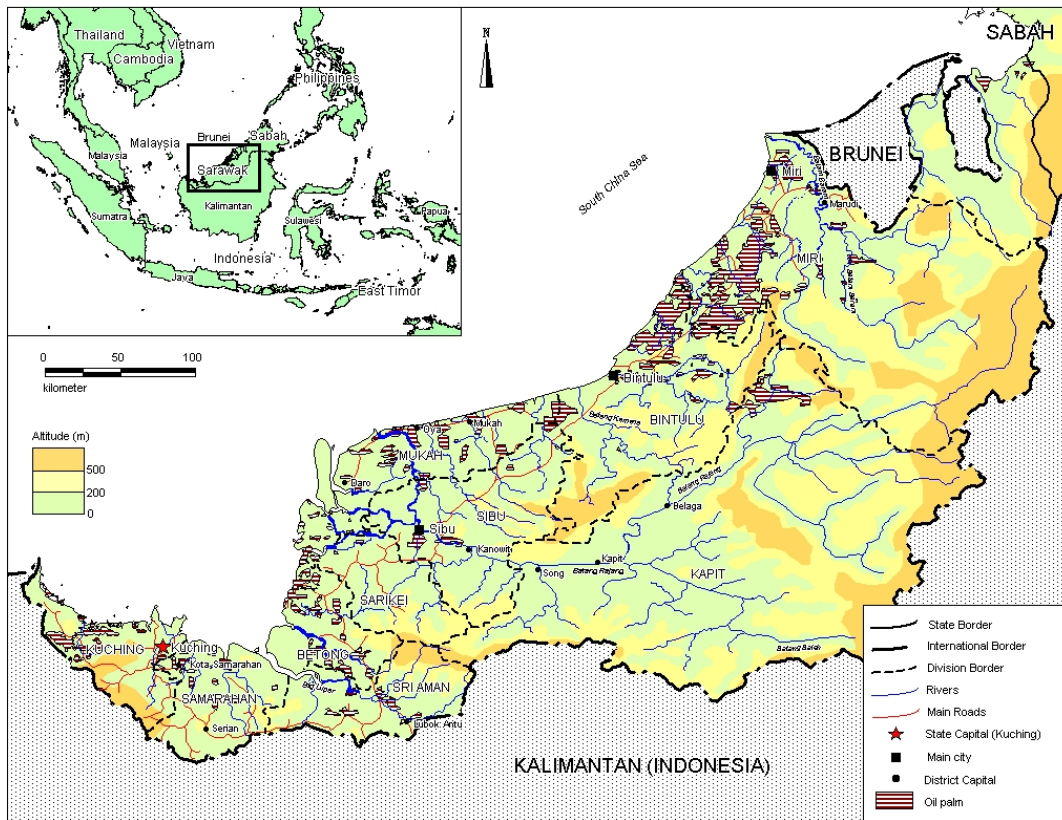 Thailand
Vietnam
Cambodia
Philippines
Brunei
Sabah
Malaysia
Malaysia
Sarawak
Kalimantan
Sumatra
Sulawesi
Papua
Indonesia
Java
East Timor
N
SABAH
South China Sea
BRUNEI
Miri
Marudi
MIRI
0 50 100
kilometer
Altitude (m)
500
200
0
Bintulu
BINTULU
Batang Kemena
Oya
Mukah
MUKAH
Daro
Batang Rajang
Belaga
SIBU
Sibu
Kanowit
Kapit
Song
Batang Rajang
KAPIT
SARIKEI
KUCHING
Kuching
Kota Samarahan
BETONG
Batang Baleh
SAMARAHAN
SRI AMAN
Serian
Lubok Antu
KALIMANTAN (INDONESIA)
State Border
International Border
Division Border
Rivers
Main Roads
State Capital (Kuching)
Main city
District Capital
Oil palm